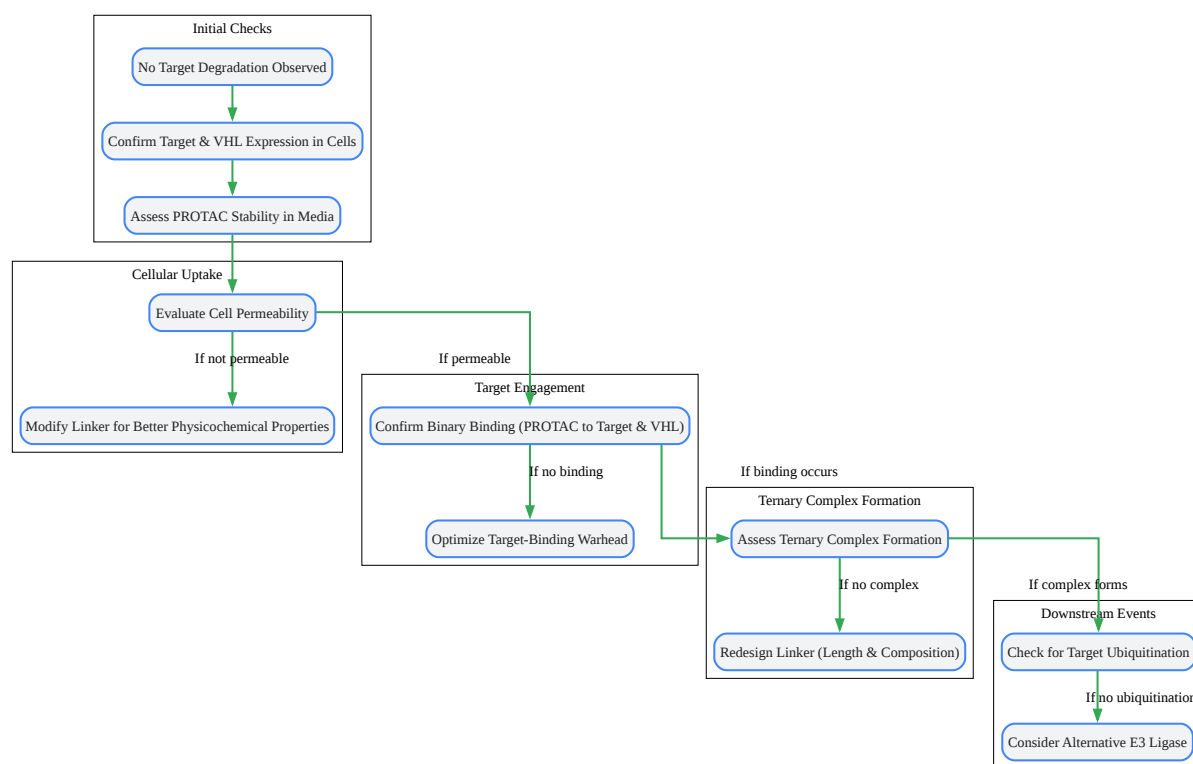 Initial Checks
No Target Degradation Observed
Confirm Target & VHL Expression in Cells
Assess PROTAC Stability in Media
Cellular Uptake
Evaluate Cell Permeability
If not permeable
If permeable
Modify Linker for Better Physicochemical Properties
Target Engagement
Confirm Binary Binding (PROTAC to Target & VHL)
If no binding
If binding occurs
Optimize Target-Binding Warhead
Ternary Complex Formation
Assess Ternary Complex Formation
If no complex
If complex forms
Redesign Linker (Length & Composition)
Downstream Events
Check for Target Ubiquitination
If no ubiquitination
Consider Alternative E3 Ligase